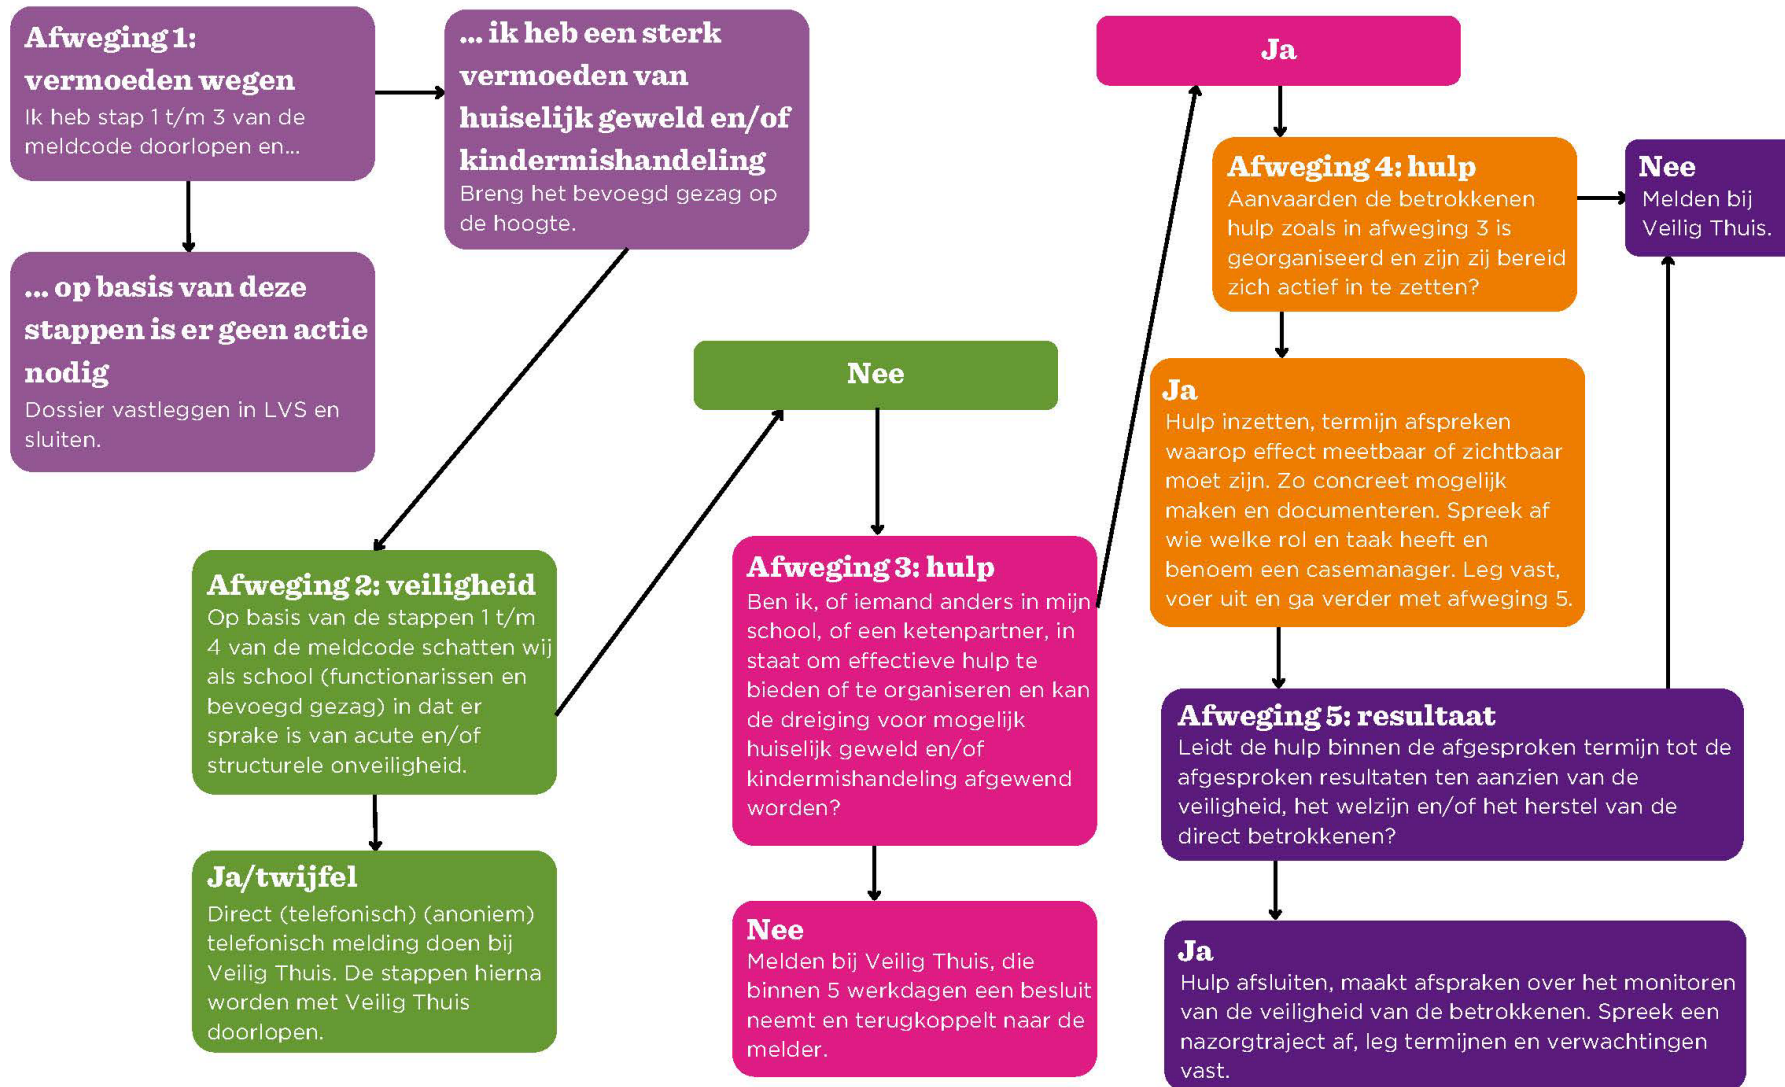 Afweging 1:
vermoeden wegen
Ik heb stap 1 t/m 3 van de
meldcode doorlopen en...
... ik heb een sterk
vermoeden van
huiselijk geweld en/of
kindermishandeling
Breng het bevoegd gezag op
de hoogte.
... op basis van deze
stappen is er geen actie
nodig
Dossier vastleggen in LVS en
sluiten.
Afweging 2: veiligheid
Op basis van de stappen 1 t/m
4 van de meldcode schatten wij
als school (functionarissen en
bevoegd gezag) in dat er
sprake is van acute en/of
structurele onveiligheid.
Ja/twijfel
Direct (telefonisch) (anoniem)
telefonisch melding doen bij
Veilig Thuis. De stappen hierna
worden met Veilig Thuis
doorlopen.
Nee
Afweging 3: hulp
Ben ik, of iemand anders in mijn
school, of een ketenpartner, in
staat om effectieve hulp te
bieden of te organiseren en kan
de dreiging voor mogelijk
huiselijk geweld en/of
kindermishandeling afgewend
worden?
Nee
Melden bij Veilig Thuis, die
binnen 5 werkdagen een besluit
neemt en terugkoppelt naar de
melder.
Ja
Afweging 4: hulp
Aanvaarden de betrokkenen
hulp zoals in afweging 3 is
georganiseerd en zijn zij bereid
zich actief in te zetten?
Nee
Melden bij
Veilig Thuis.
Ja
Hulp inzetten, termijn afspreken
waarop effect meetbaar of zichtbaar
moet zijn. Zo concreet mogelijk
maken en documenteren. Spreek af
wie welke rol en taak heeft en
benoem een casemanager. Leg vast,
voer uit en ga verder met afweging 5.
Afweging 5: resultaat
Leidt de hulp binnen de afgesproken termijn tot de
afgesproken resultaten ten aanzien van de
veiligheid, het welzijn en/of het herstel van de
direct betrokkenen?
Ja
Hulp afsluiten, maakt afspraken over het monitoren
van de veiligheid van de betrokkenen. Spreek een
nazorgtraject af, leg termijnen en verwachtingen
vast.